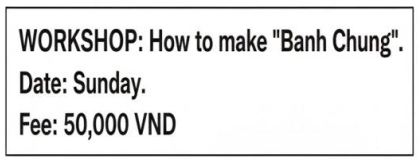 WORKSHOP: How to make "Banh Chung".
Date: Sunday.
Fee: 50,000 VND